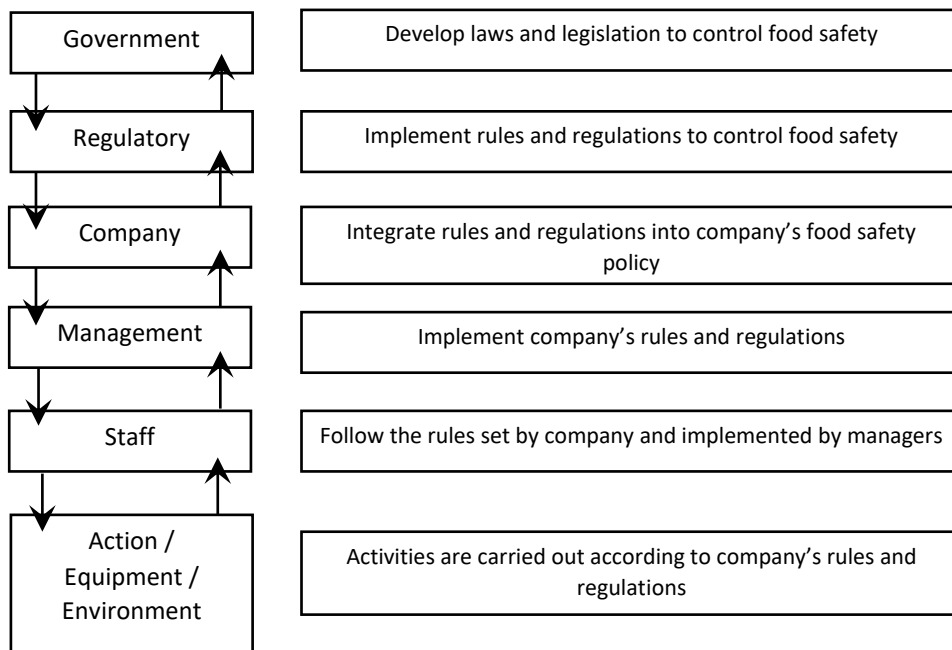 Government
Develop laws and legislation to control food safety
Regulatory
Implement rules and regulations to control food safety
Company
Integrate rules and regulations into company’s food safety
policy
Management
Implement company’s rules and regulations
Staff
Follow the rules set by company and implemented by managers
Action /
Equipment /
Environment
Activities are carried out according to company’s rules and
regulations